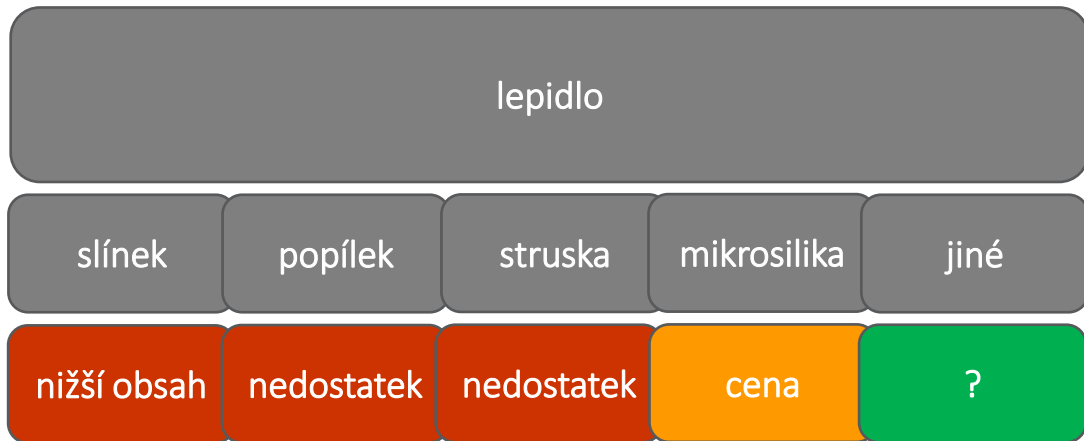 lepidlo
slínek popílek struska mikrosilika jiné
nižší obsah nedostatek nedostatek cena ?